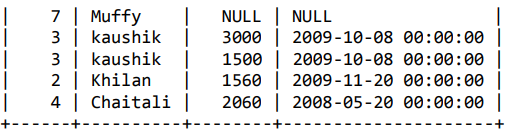 |    7 | Muffy    |   NULL | NULL                |
|    3 | kaushik  |   3000 | 2009-10-08 00:00:00 |
|    3 | kaushik  |   1500 | 2009-10-08 00:00:00 |
|    2 | Khilan   |   1560 | 2009-11-20 00:00:00 |
|    4 | Chaitali |   2060 | 2008-05-20 00:00:00 |
+------+----------+--------+---------------------+